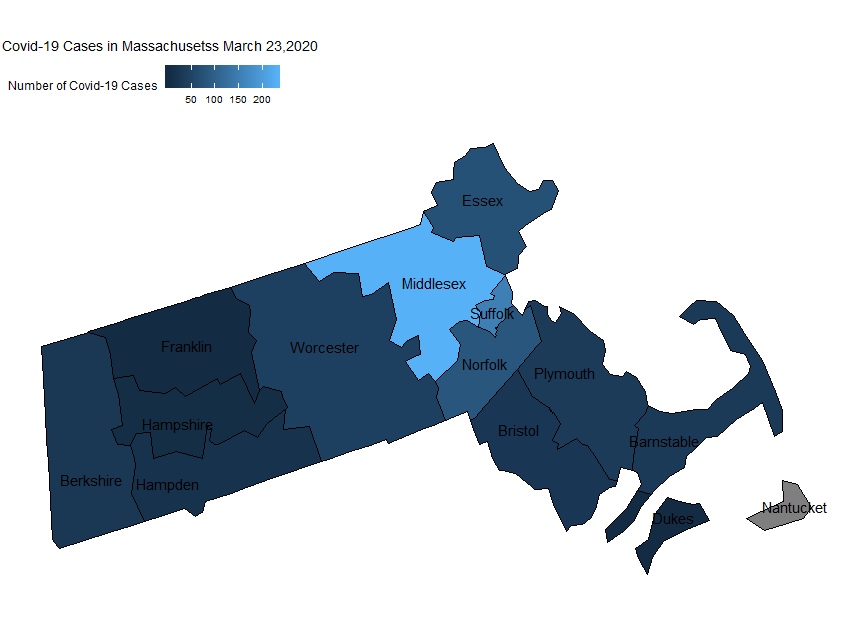 Covid-19 Cases in Massachusetss March 23,2020
Number of Covid-19 Cases
50 100 150 200
Essex
Middlesex
Suffolk
Franklin
Worcester
Norfolk
Plymouth
Hampshire
Bristol
Barnstable
Berkshire
Hampden
Nantucket
Dukes